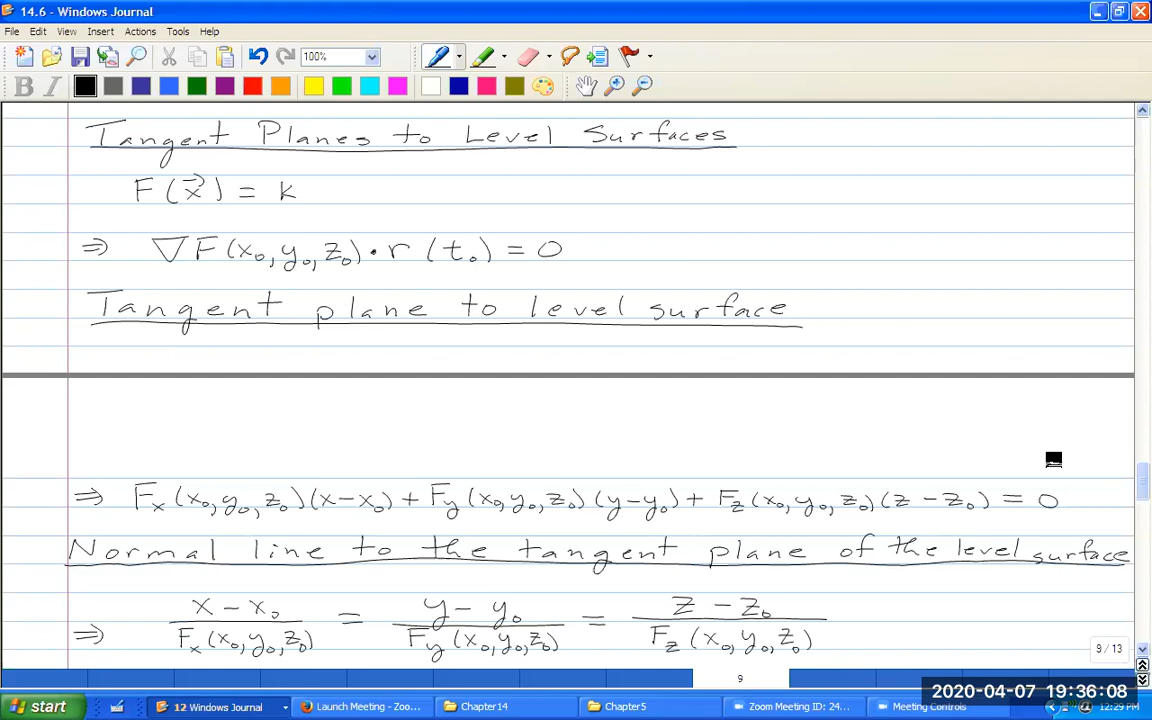 14.6 - Windows Journal
File Edit View Insert Actions Tools Help
100%
B I
Tangent Planes to Level Surfaces
F(x⃗) = k
⇒ ∇F(x₀,y₀,z₀)·r(t₀) = 0
Tangent plane to level surface
⇒ Fx(x₀,y₀,z₀)(x-x₀) + Fy(x₀,y₀,z₀)(y-y₀) + Fz(x₀,y₀,z₀)(z-z₀) = 0
Normal line to the tangent plane of the level surface
⇒ x-x₀/Fx(x₀,y₀,z₀) = y-y₀/Fy(x₀,y₀,z₀) = z-z₀/Fz(x₀,y₀,z₀)
9 / 13
9
2020-04-07 19:36:08
start 12 Windows Journal Launch Meeting - Zoo... Chapter14 Chapter5 Zoom Meeting ID: 24... Meeting Controls 12:29 PM